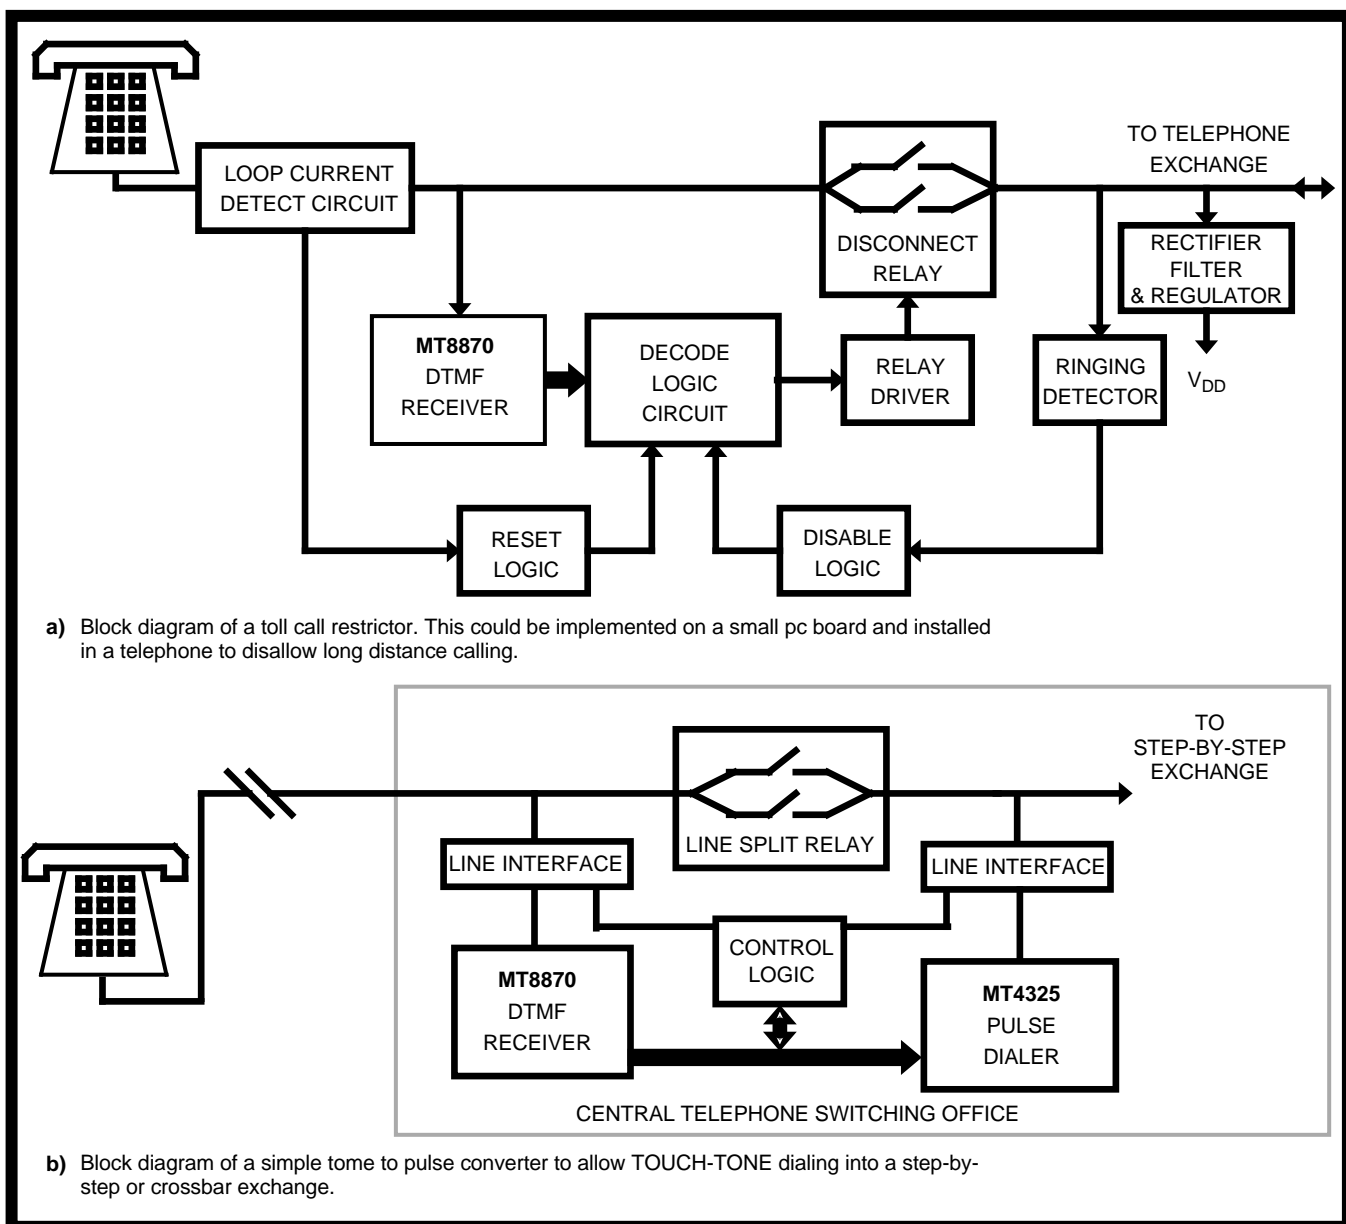 TO TELEPHONE
EXCHANGE
LOOP CURRENT
DETECT CIRCUIT
DISCONNECT
RELAY
RECTIFIER
FILTER
& REGULATOR
MT8870
DTMF
RECEIVER
DECODE
LOGIC
CIRCUIT
RELAY
DRIVER
RINGING
DETECTOR
VDD
RESET
LOGIC
DISABLE
LOGIC
a) Block diagram of a toll call restrictor. This could be implemented on a small pc board and installed
in a telephone to disallow long distance calling.
TO
STEP-BY-STEP
EXCHANGE
LINE SPLIT RELAY
LINE INTERFACE
LINE INTERFACE
CONTROL
LOGIC
MT8870
DTMF
RECEIVER
MT4325
PULSE
DIALER
CENTRAL TELEPHONE SWITCHING OFFICE
b) Block diagram of a simple tome to pulse converter to allow TOUCH-TONE dialing into a step-by-
step or crossbar exchange.